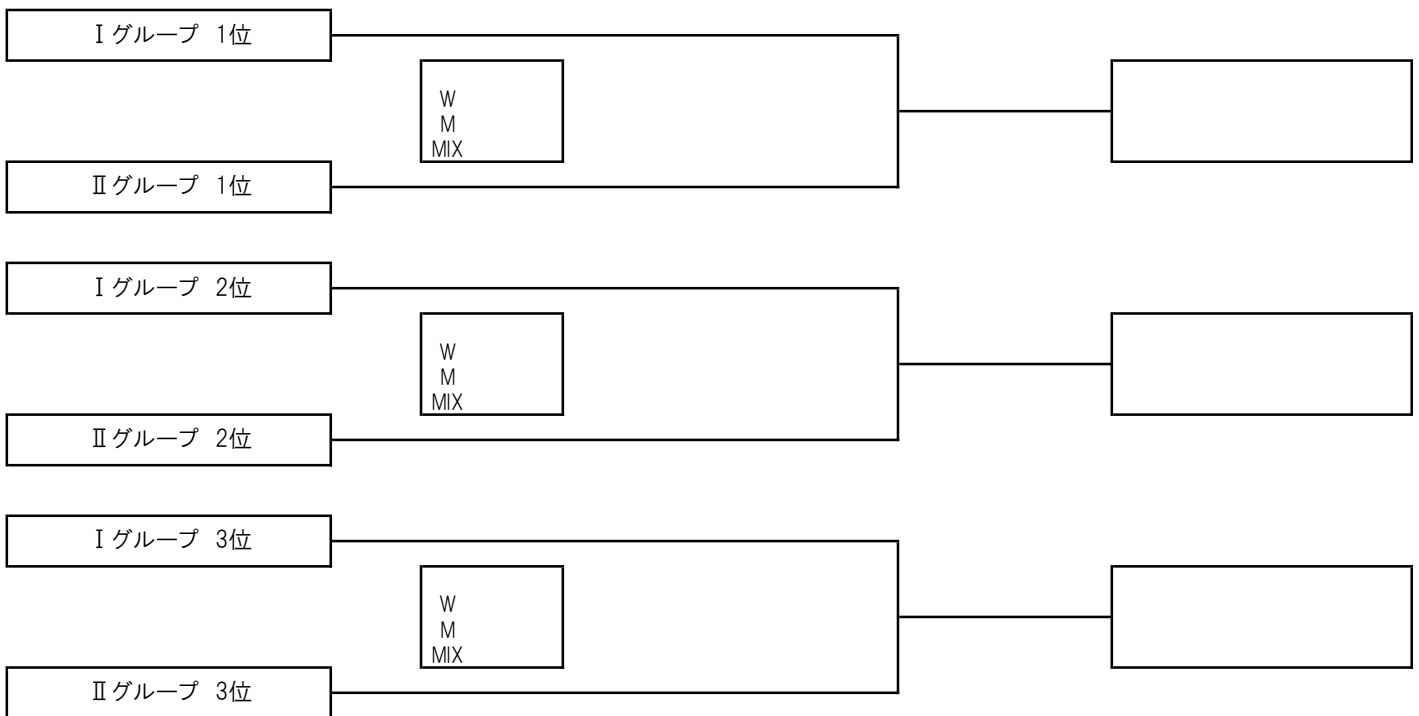 Ⅰグループ 1位
W
M
MIX
Ⅱグループ 1位
Ⅰグループ 2位
W
M
MIX
Ⅱグループ 2位
Ⅰグループ 3位
W
M
MIX
Ⅱグループ 3位